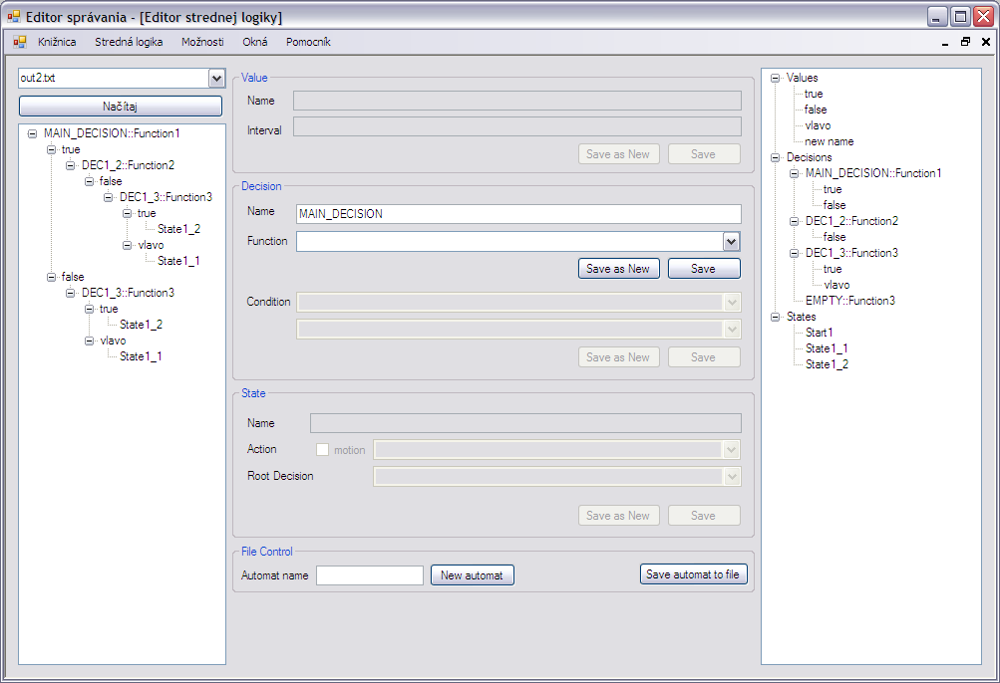 Editor správania - [Editor strednej logiky]
Knižnica Stredná logika Možnosti Okná Pomocník
out2.txt
Načítaj
MAIN_DECISION::Function1
true
DEC1_2::Function2
false
DEC1_3::Function3
true
State1_2
vlavo
State1_1
false
DEC1_3::Function3
true
State1_2
vlavo
State1_1
Value
Name
Interval
Save as New Save
Decision
Name MAIN_DECISION
Function
Save as New Save
Condition
Save as New Save
State
Name
Action motion
Root Decision
Save as New Save
File Control
Automat name New automat Save automat to file
Values
true
false
vlavo
new name
Decisions
MAIN_DECISION::Function1
true
false
DEC1_2::Function2
false
DEC1_3::Function3
true
vlavo
EMPTY::Function3
States
Start1
State1_1
State1_2